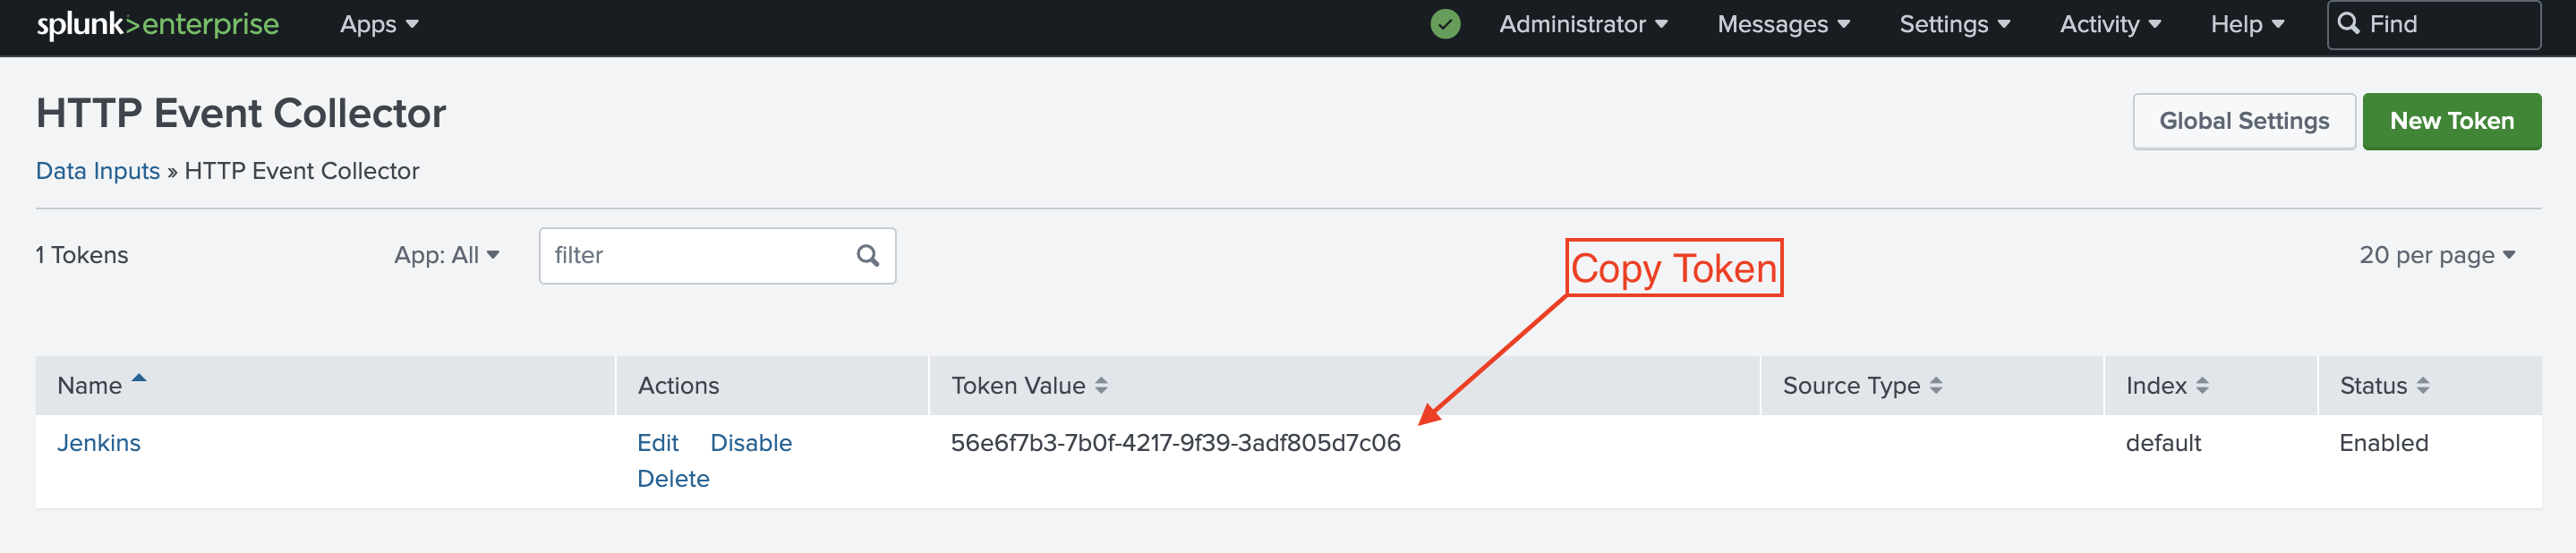 splunk>enterprise Apps Administrator Messages Settings Activity Help Find
HTTP Event Collector
Global Settings New Token
Data Inputs » HTTP Event Collector
1 Tokens App: All filter 20 per page
Copy Token
Name Actions Token Value Source Type Index Status
Jenkins Edit Disable 56e6f7b3-7b0f-4217-9f39-3adf805d7c06 default Enabled
Delete